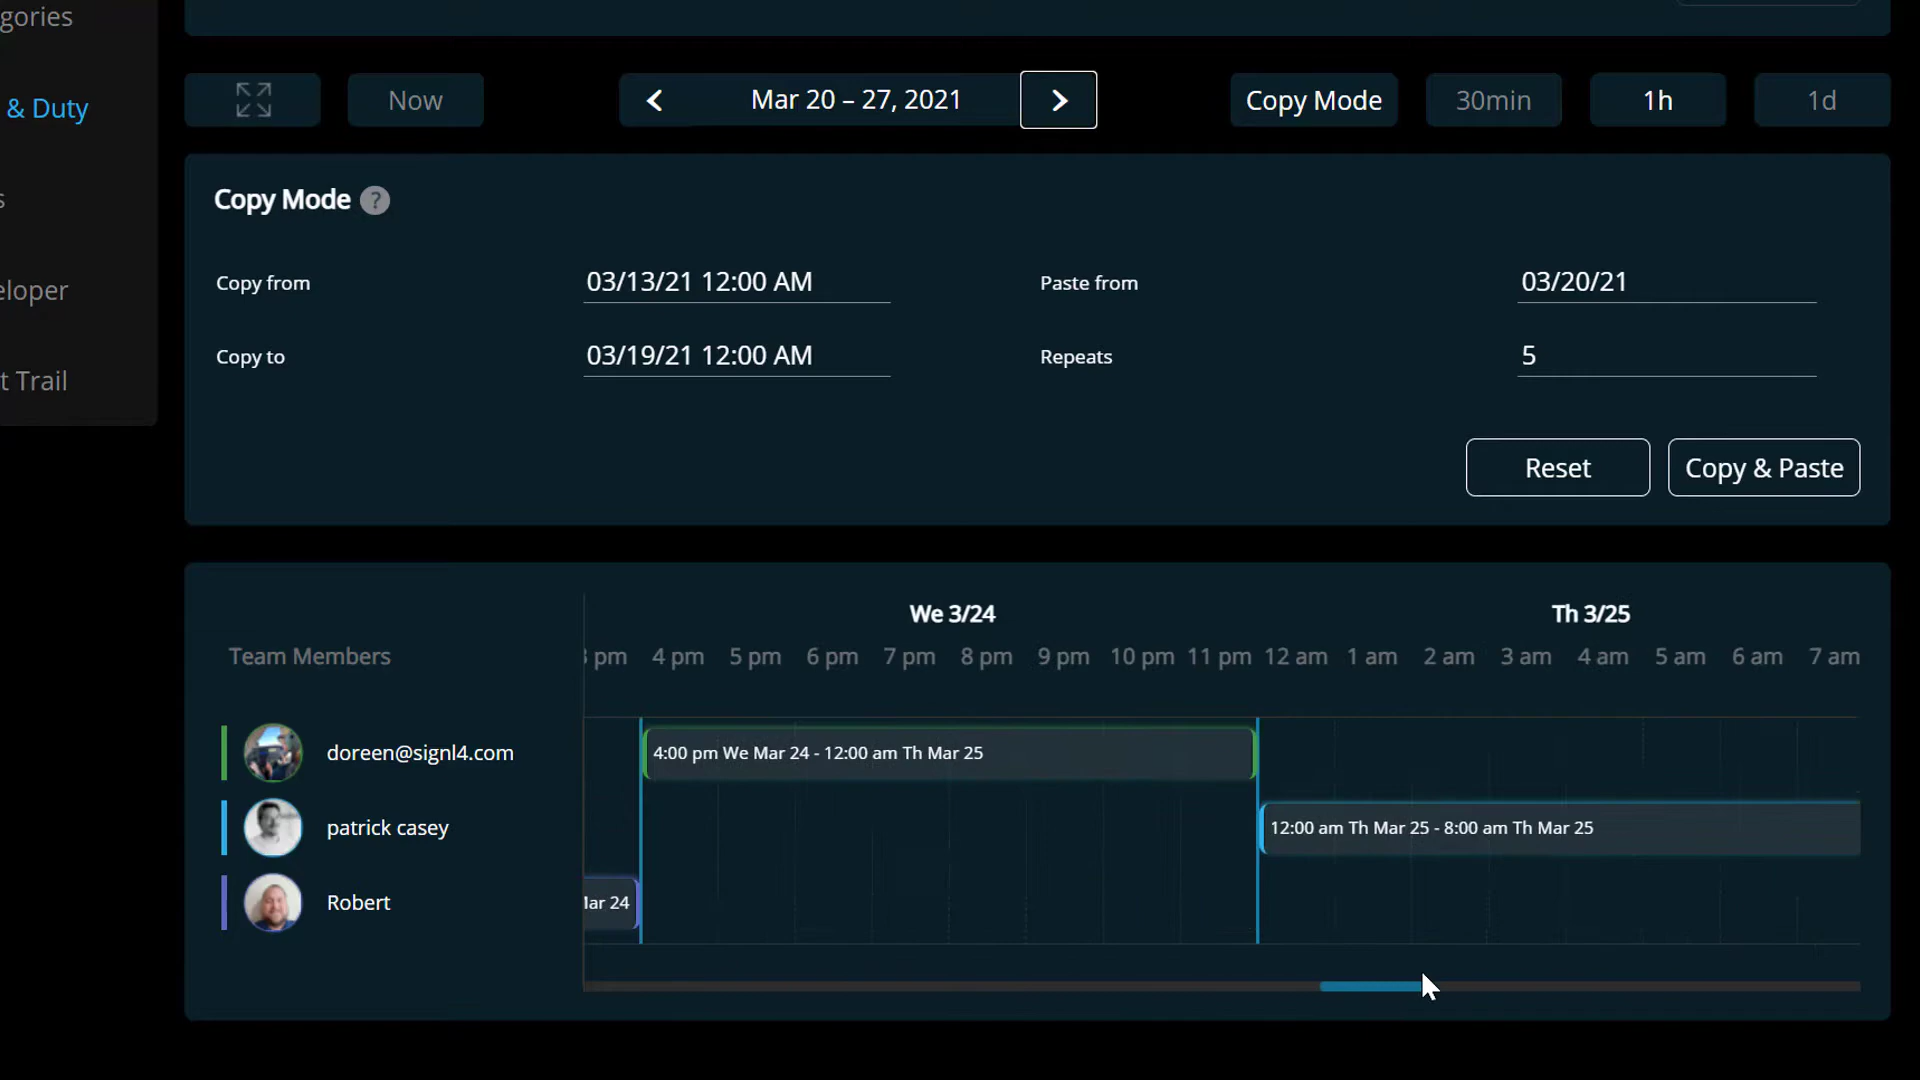 gories
& Duty
s
eloper
t Trail
Now
Mar 20 – 27, 2021
Copy Mode
30min
1h
1d
Copy Mode ?
Copy from
03/13/21 12:00 AM
Paste from
03/20/21
Copy to
03/19/21 12:00 AM
Repeats
5
Reset
Copy & Paste
We 3/24
Th 3/25
Team Members
3 pm 4 pm 5 pm 6 pm 7 pm 8 pm 9 pm 10 pm 11 pm 12 am 1 am 2 am 3 am 4 am 5 am 6 am 7 am
doreen@signl4.com
4:00 pm We Mar 24 - 12:00 am Th Mar 25
patrick casey
12:00 am Th Mar 25 - 8:00 am Th Mar 25
Robert
Mar 24